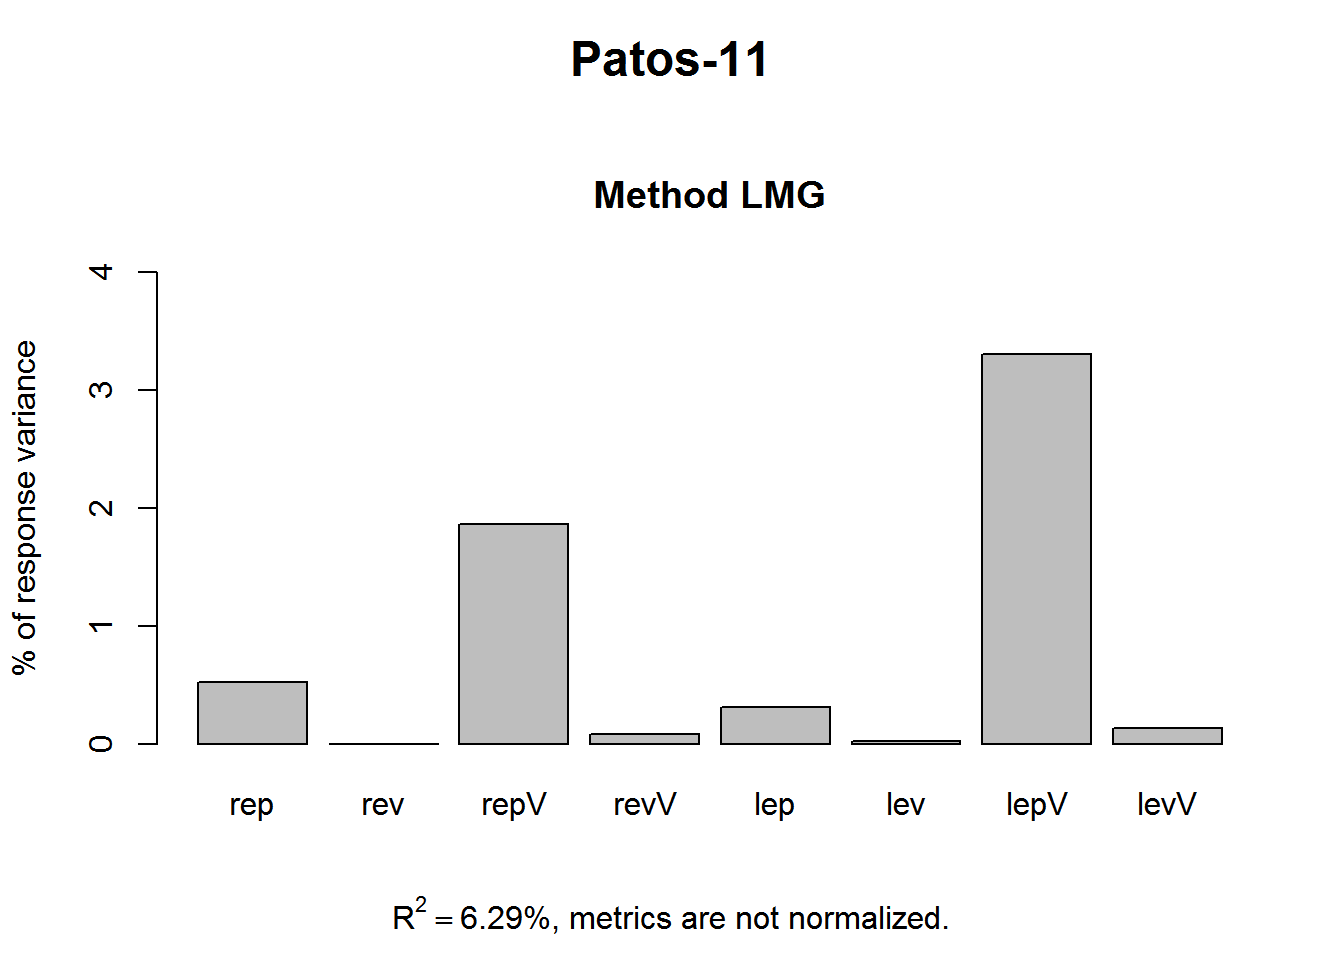 Patos-11
Method LMG
% of response variance
4
3
2
1
0
rep rev repV revV lep lev lepV levV
R² = 6.29%, metrics are not normalized.